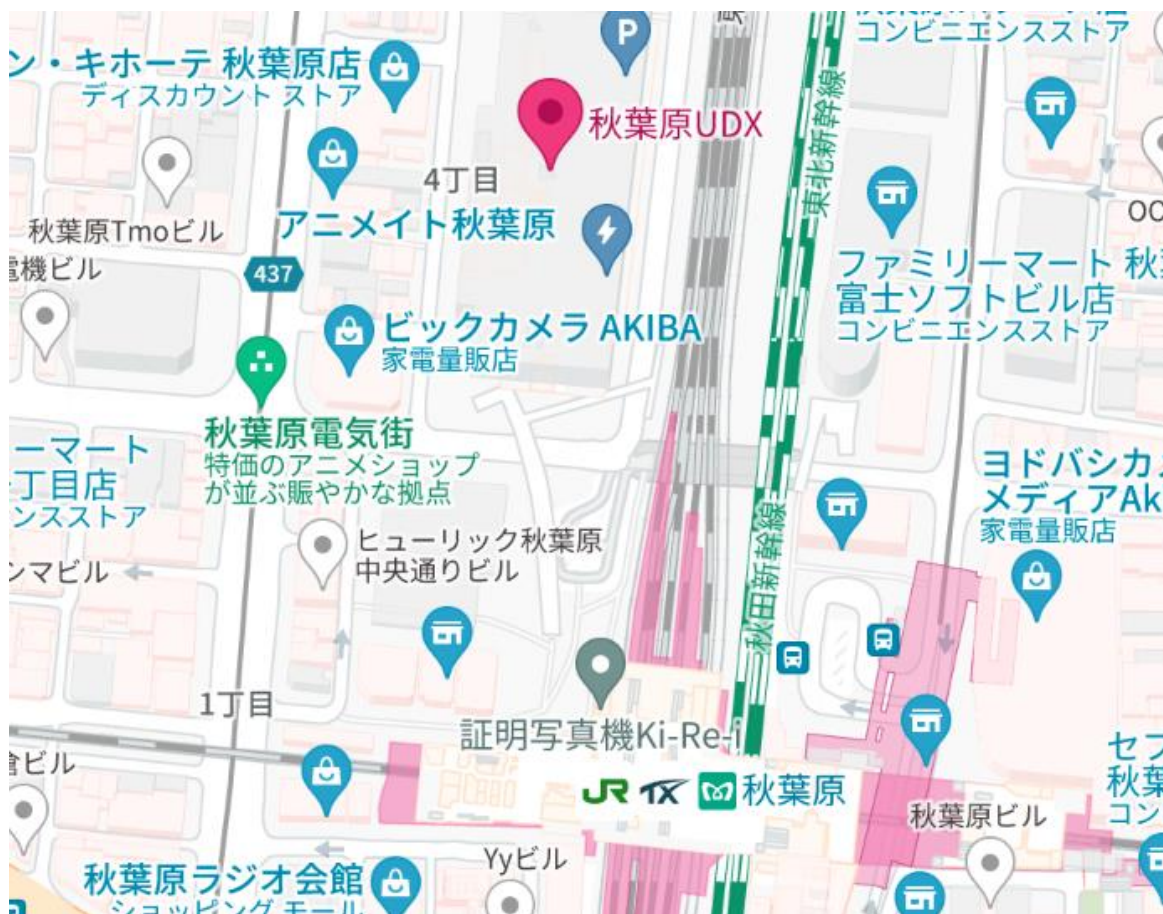 ン・キホーテ 秋葉原店
ディスカウント ストア
P
コンビニエンスストア
秋葉原UDX
東北新幹線
4丁目
秋葉原Tmoビル
アニメイト秋葉原
電機ビル
437
ファミリーマート 秋葉
富士ソフトビル店
コンビニエンスストア
ビックカメラ AKIBA
家電量販店
秋葉原電気街
特価のアニメショップ
が並ぶ賑やかな拠点
ーマート
丁目店
ンスストア
ヨドバシカメ
メディアAk
家電量販店
ヒューリック秋葉原
中央通りビル
ンマビル
秋田新幹線
1丁目
証明写真機Ki-Re-i
倉ビル
JR TX 秋葉原
セブ
秋葉
コン
秋葉原ビル
Yyビル
秋葉原ラジオ会館
ショッピング モール